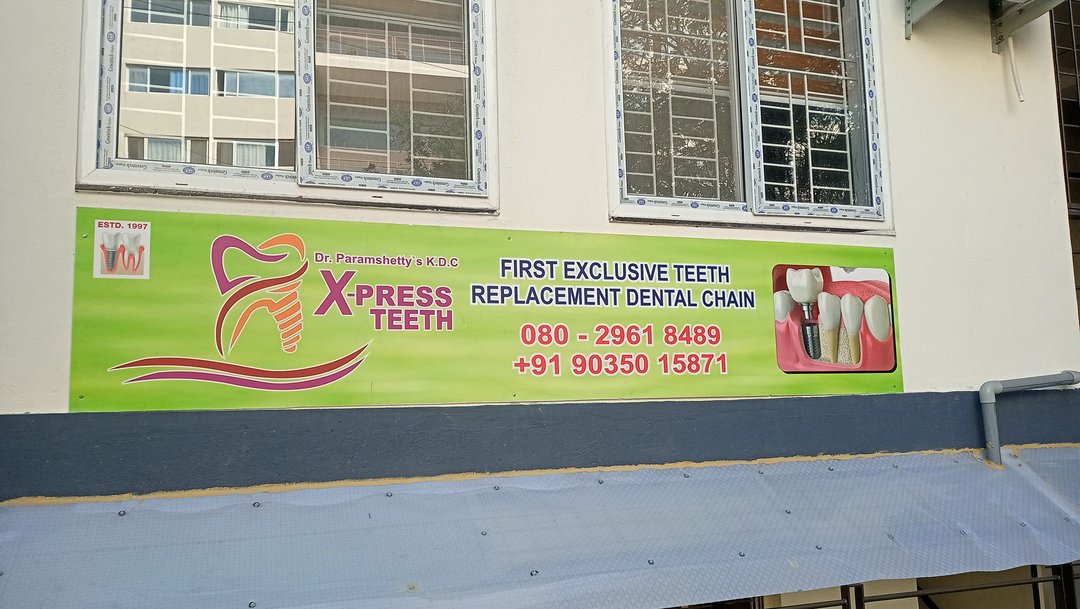 ESTD. 1997
Dr. Paramshetty`s K.D.C
X-PRESS
TEETH
FIRST EXCLUSIVE TEETH
REPLACEMENT DENTAL CHAIN
080 - 2961 8489
+91 90350 15871